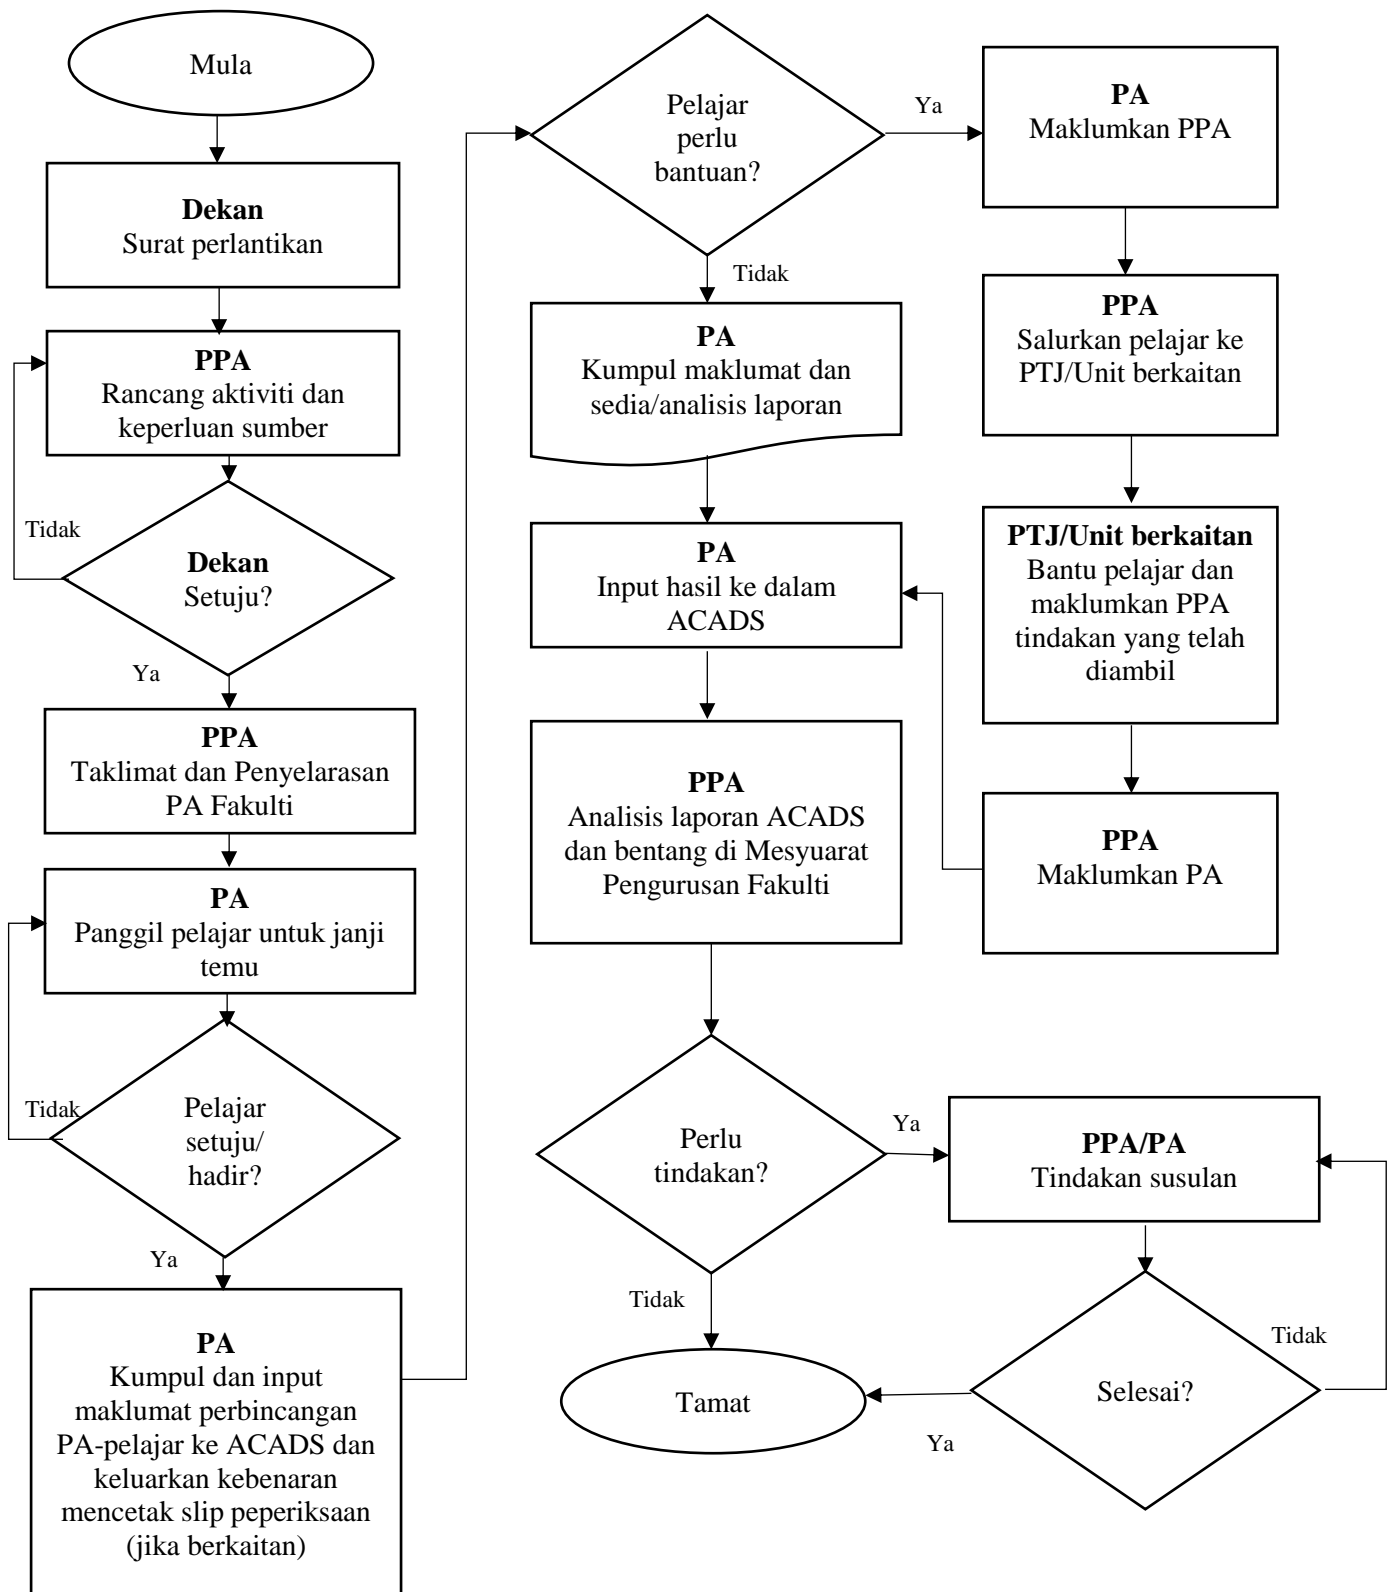 Mula
Dekan
Surat perlantikan
PPA
Rancang aktiviti dan
keperluan sumber
Tidak
Dekan
Setuju?
Ya
PPA
Taklimat dan Penyelarasan
PA Fakulti
PA
Panggil pelajar untuk janji
temu
Tidak
Pelajar
setuju/
hadir?
Ya
PA
Kumpul dan input
maklumat perbincangan
PA-pelajar ke ACADS dan
keluarkan kebenaran
mencetak slip peperiksaan
(jika berkaitan)
Pelajar
perlu
bantuan?
Ya
Tidak
PA
Kumpul maklumat dan
sedia/analisis laporan
PA
Input hasil ke dalam
ACADS
PPA
Analisis laporan ACADS
dan bentang di Mesyuarat
Pengurusan Fakulti
Perlu
tindakan?
Ya
Tidak
Tamat
PA
Maklumkan PPA
PPA
Salurkan pelajar ke
PTJ/Unit berkaitan
PTJ/Unit berkaitan
Bantu pelajar dan
maklumkan PPA
tindakan yang telah
diambil
PPA
Maklumkan PA
PPA/PA
Tindakan susulan
Tidak
Selesai?
Ya